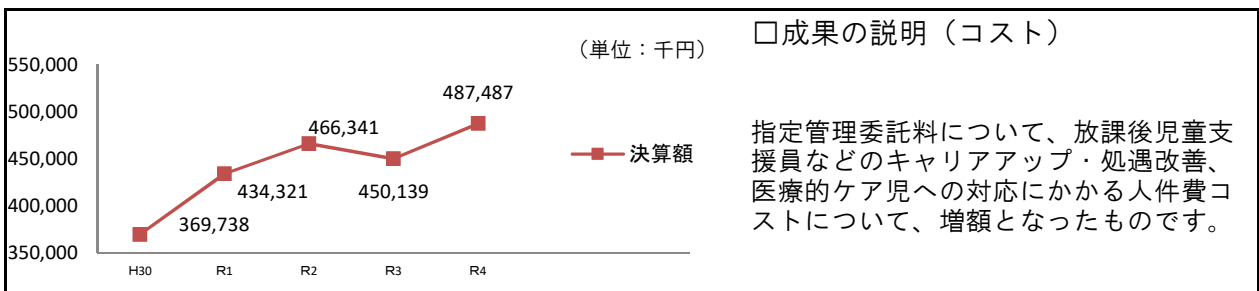 （単位：千円）
550,000
500,000
450,000
400,000
350,000
369,738
434,321
466,341
450,139
487,487
H30
R1
R2
R3
R4
決算額
□成果の説明（コスト）
指定管理委託料について、放課後児童支
援員などのキャリアアップ・処遇改善、
医療的ケア児への対応にかかる人件費コ
ストについて、増額となったものです。